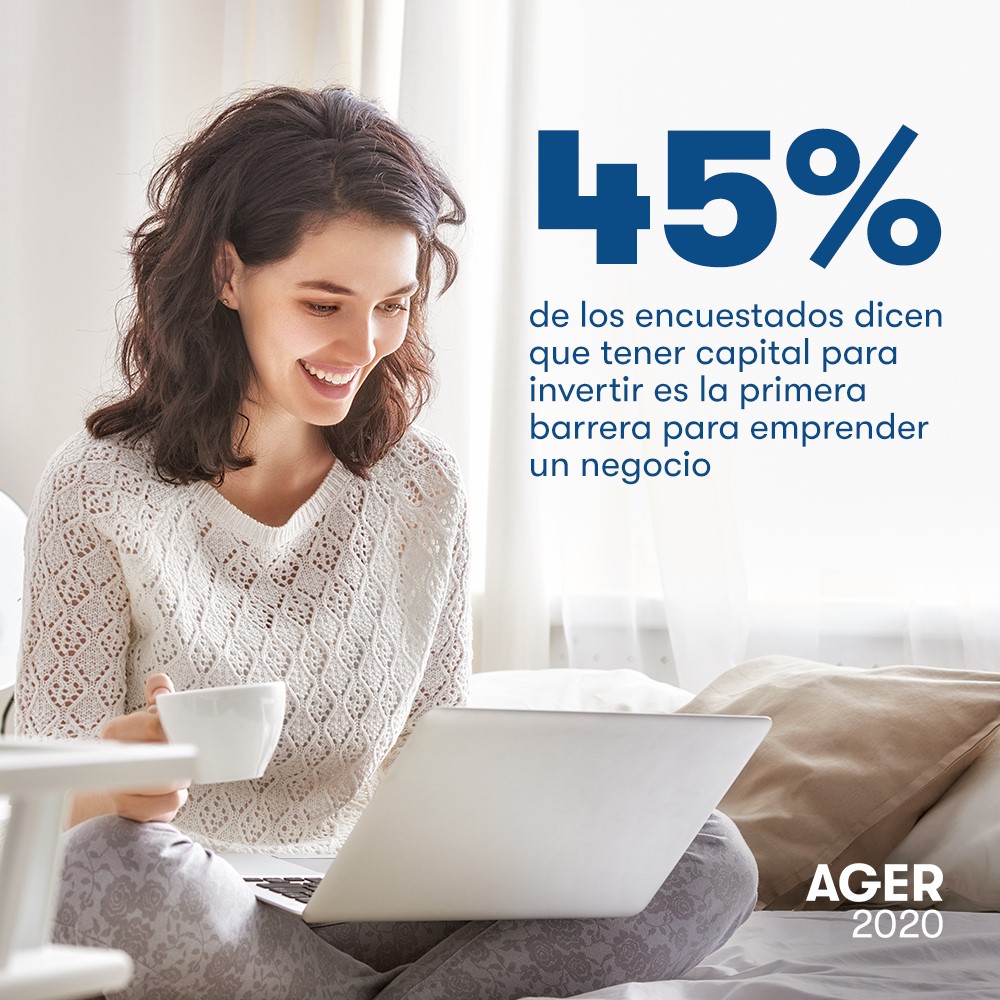 45%
de los encuestados dicen
que tener capital para
invertir es la primera
barrera para emprender
un negocio
AGER
2020